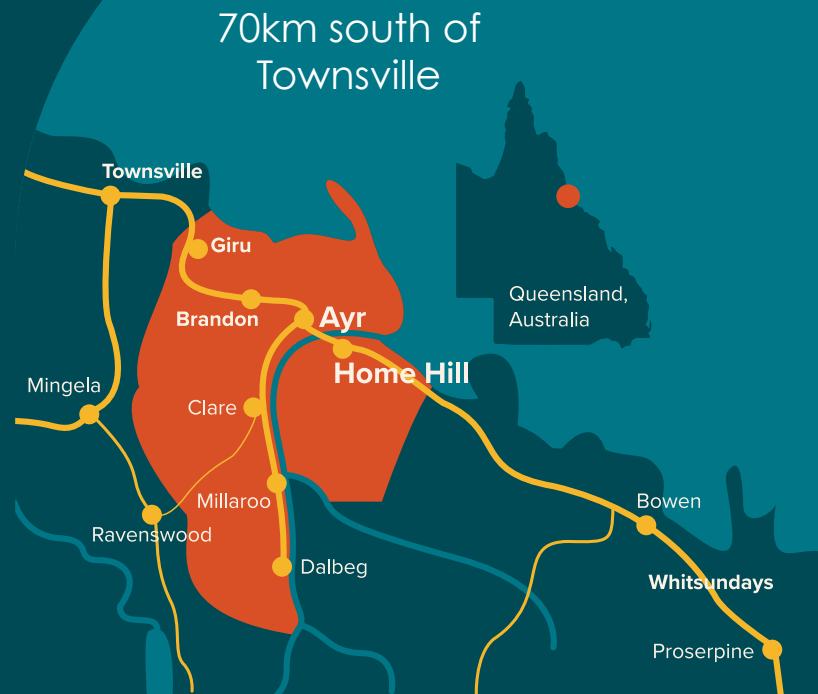 70km south of
Townsville
Townsville
Giru
Queensland,
Australia
Brandon
Ayr
Home Hill
Mingela
Clare
Millaroo
Bowen
Ravenswood
Dalbeg
Whitsundays
Proserpine